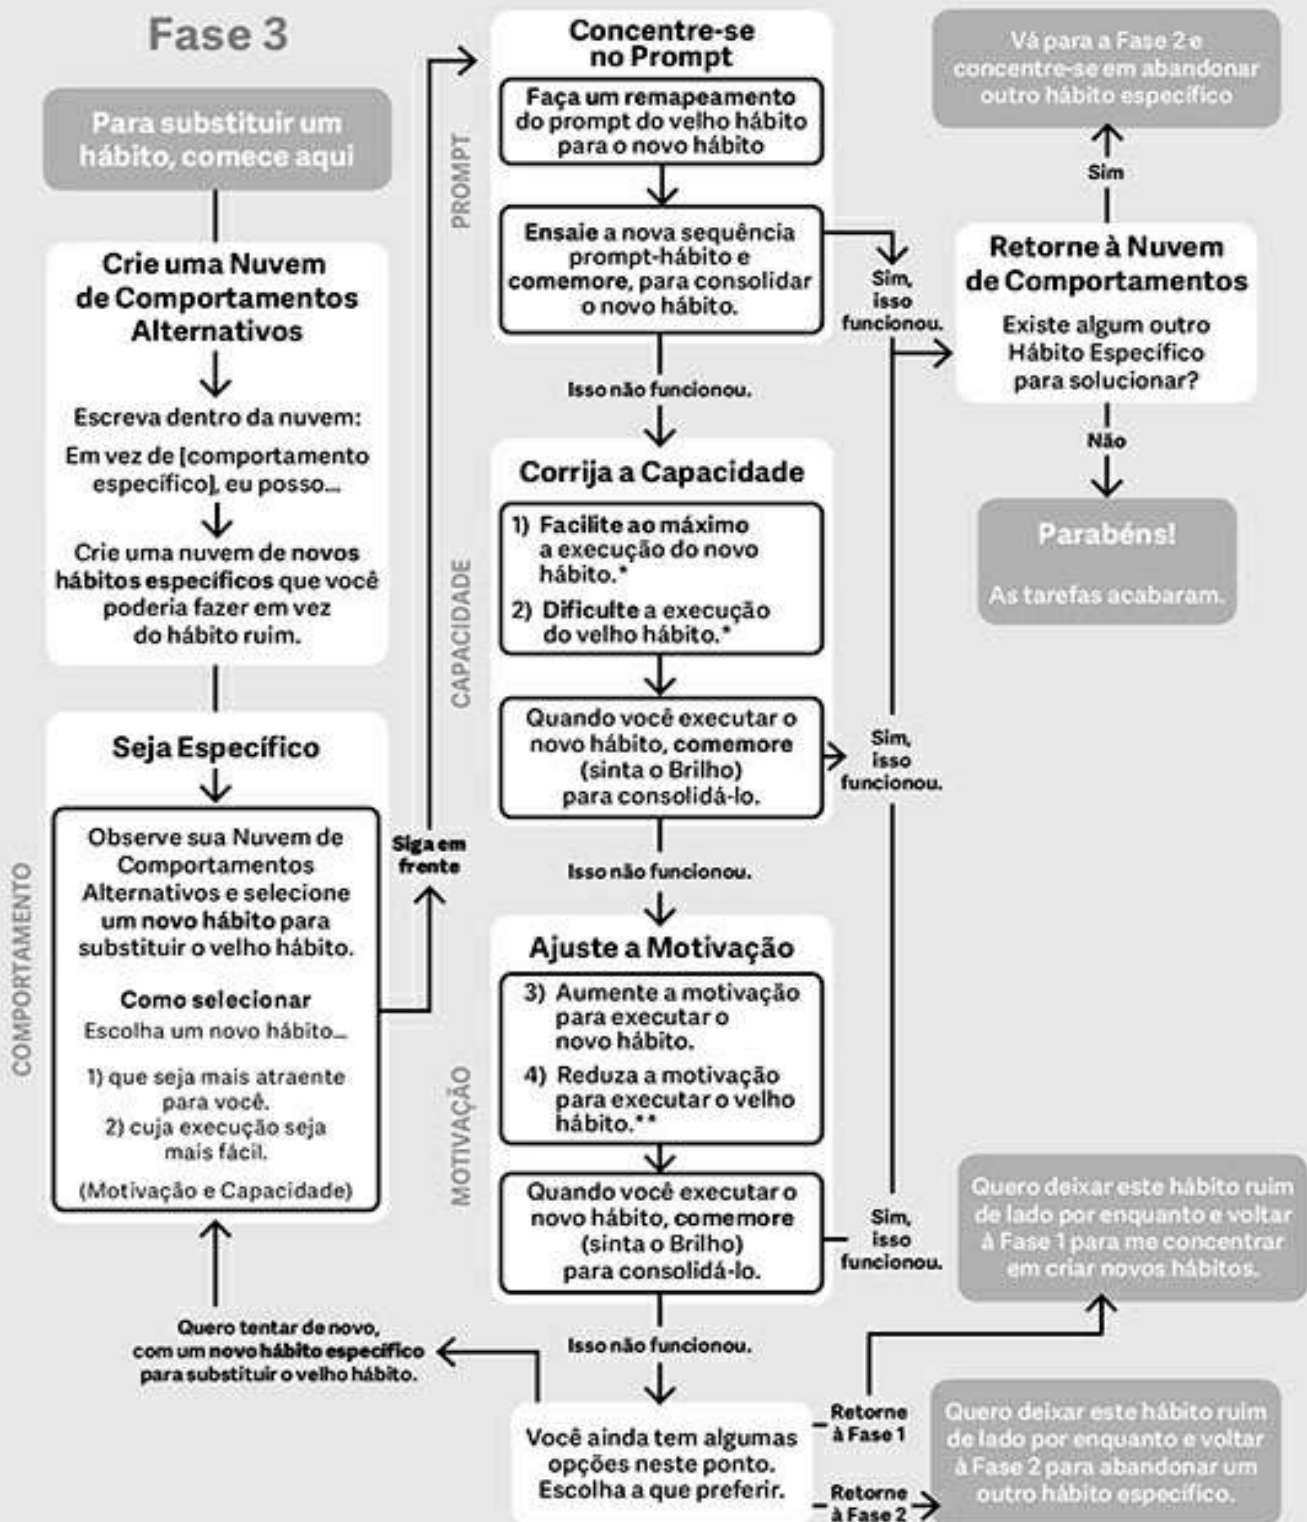 Fase 3
Para substituir um
hábito, comece aqui
Crie uma Nuvem
de Comportamentos
Alternativos
Escreva dentro da nuvem:
Em vez de [comportamento
específico], eu posso...
Crie uma nuvem de novos
hábitos específicos que você
poderia fazer em vez
do hábito ruim.
COMPORTAMENTO
Seja Específico
Observe sua Nuvem de
Comportamentos
Alternativos e selecione
um novo hábito para
substituir o velho hábito.
Como selecionar
Escolha um novo hábito...
1) que seja mais atraente
para você.
2) cuja execução seja
mais fácil.
(Motivação e Capacidade)
Siga em
frente
PROMPT
Concentre-se
no Prompt
Faça um remapeamento
do prompt do velho hábito
para o novo hábito
Ensaie a nova sequência
prompt-hábito e
comemore, para consolidar
o novo hábito.
Sim,
isso
funcionou.
Isso não funcionou.
CAPACIDADE
Corrija a Capacidade
1) Facilite ao máximo
a execução do novo
hábito.*
2) Dificulte a execução
do velho hábito.*
Quando você executar o
novo hábito, comemore
(sinta o Brilho)
para consolidá-lo.
Sim,
isso
funcionou.
Isso não funcionou.
MOTIVAÇÃO
Ajuste a Motivação
3) Aumente a motivação
para executar o
novo hábito.
4) Reduza a motivação
para executar o velho
hábito.**
Quando você executar o
novo hábito, comemore
(sinta o Brilho)
para consolidá-lo.
Sim,
isso
funcionou.
Isso não funcionou.
Você ainda tem algumas
opções neste ponto.
Escolha a que preferir.
Quero tentar de novo,
com um novo hábito específico
para substituir o velho hábito.
Retorne
à Fase 1
Quero deixar este hábito ruim
de lado por enquanto e voltar
à Fase 1 para me concentrar
em criar novos hábitos.
Retorne
à Fase 2
Quero deixar este hábito ruim
de lado por enquanto e voltar
à Fase 2 para abandonar um
outro hábito específico.
Retorne à Nuvem
de Comportamentos
Existe algum outro
Hábito Específico
para solucionar?
Sim
Vá para a Fase 2 e
concentre-se em abandonar
outro hábito específico
Não
Parabéns!
As tarefas acabaram.